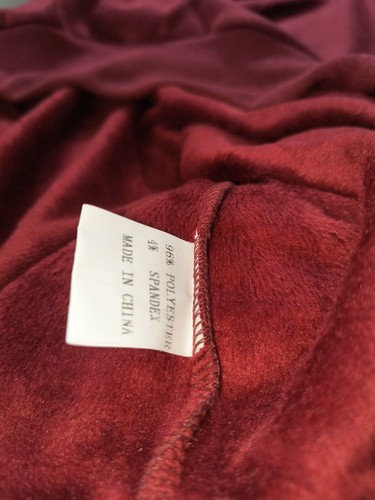 96% POLYESTER
4% SPANDEX
MADE IN CHINA